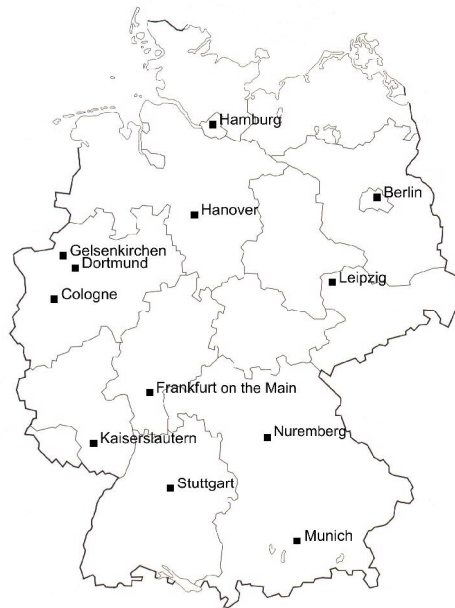 Hamburg
Berlin
Hanover
Gelsenkirchen
Dortmund
Leipzig
Cologne
Frankfurt on the Main
Kaiserslautern
Nuremberg
Stuttgart
Munich